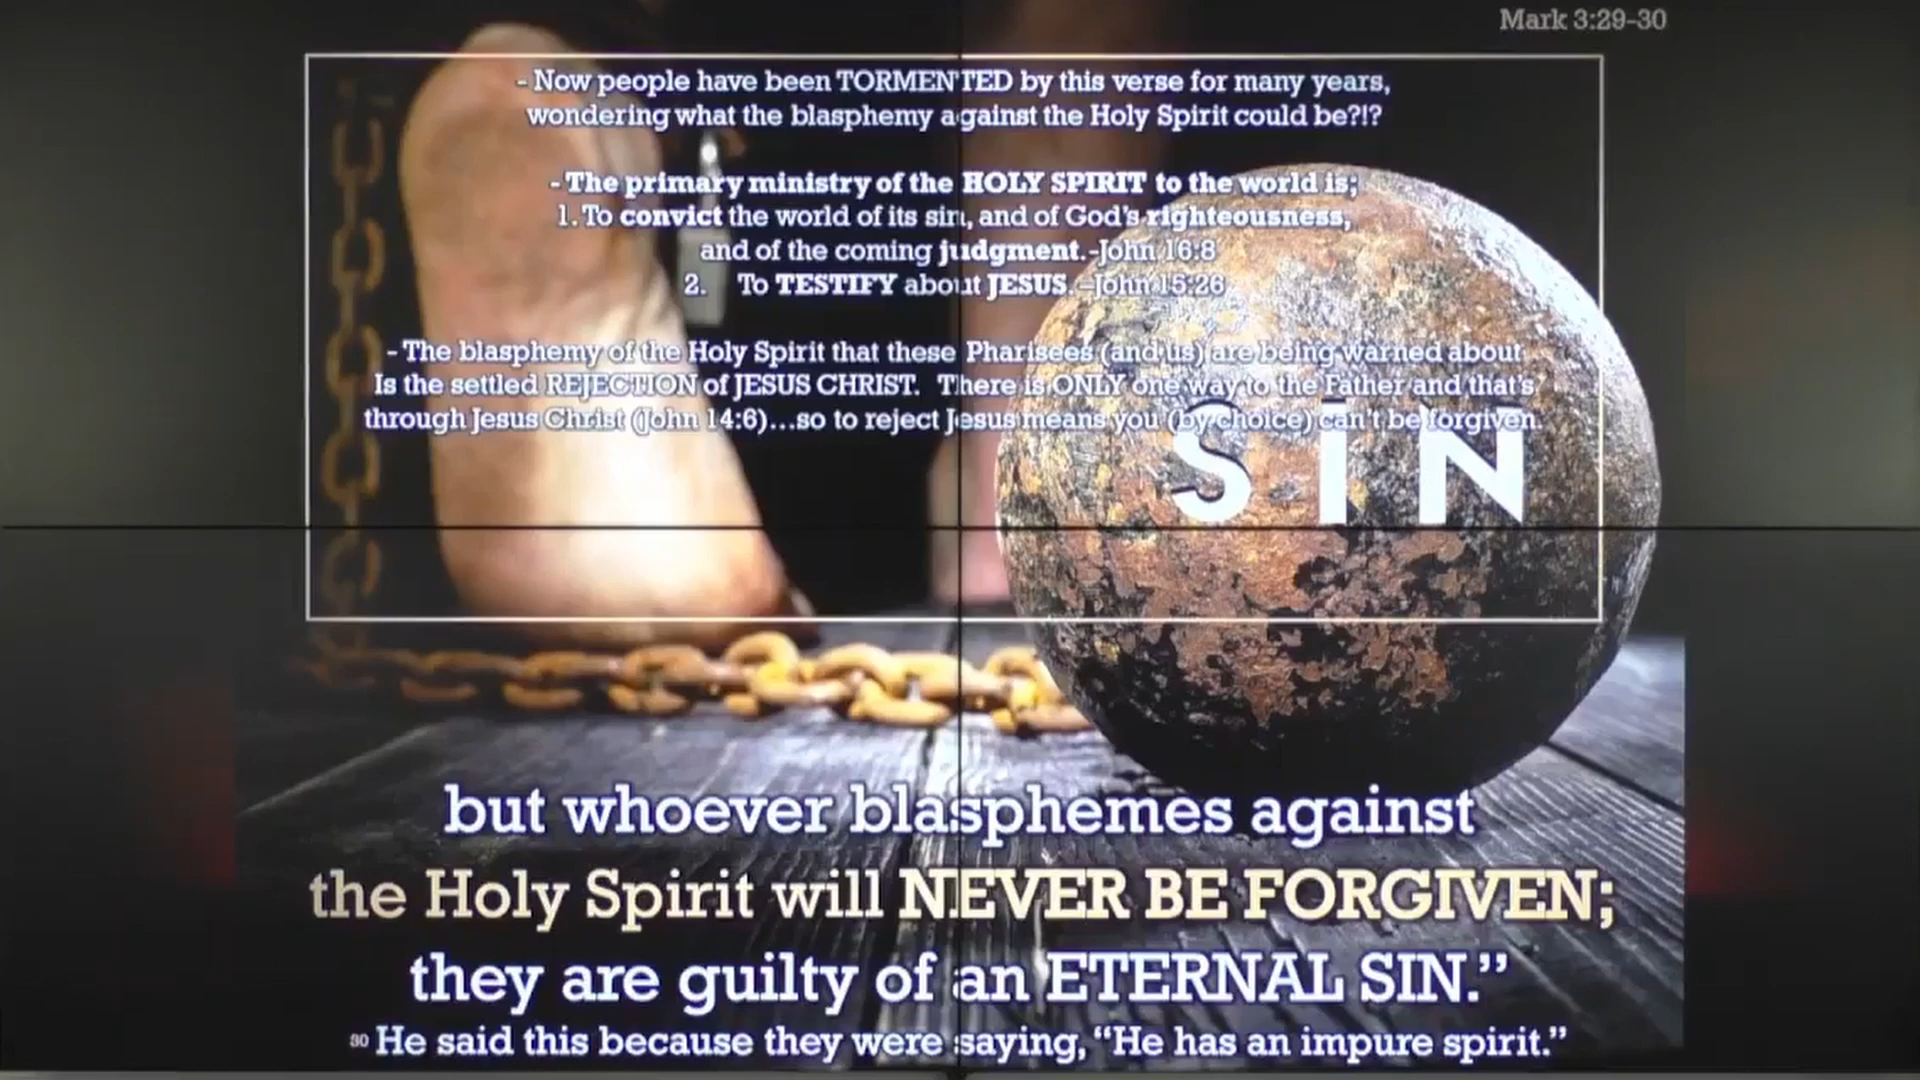 Mark 3:29-30
- Now people have been TORMENTED by this verse for many years,
wondering what the blasphemy against the Holy Spirit could be?!?
- The primary ministry of the HOLY SPIRIT to the world is;
1. To convict the world of its sin, and of God's righteousness,
and of the coming judgment.-John 16:8
2. To TESTIFY about JESUS.-John 15:26
- The blasphemy of the Holy Spirit that these Pharisees (and us) are being warned about
Is the settled REJECTION of JESUS CHRIST. There is ONLY one way to the Father and that's
through Jesus Christ (John 14:6)...so to reject Jesus means you (by choice) can't be forgiven.
SiN
but whoever blasphemes against
the Holy Spirit will NEVER BE FORGIVEN;
they are guilty of an ETERNAL SIN.”
30 He said this because they were saying, “He has an impure spirit.”